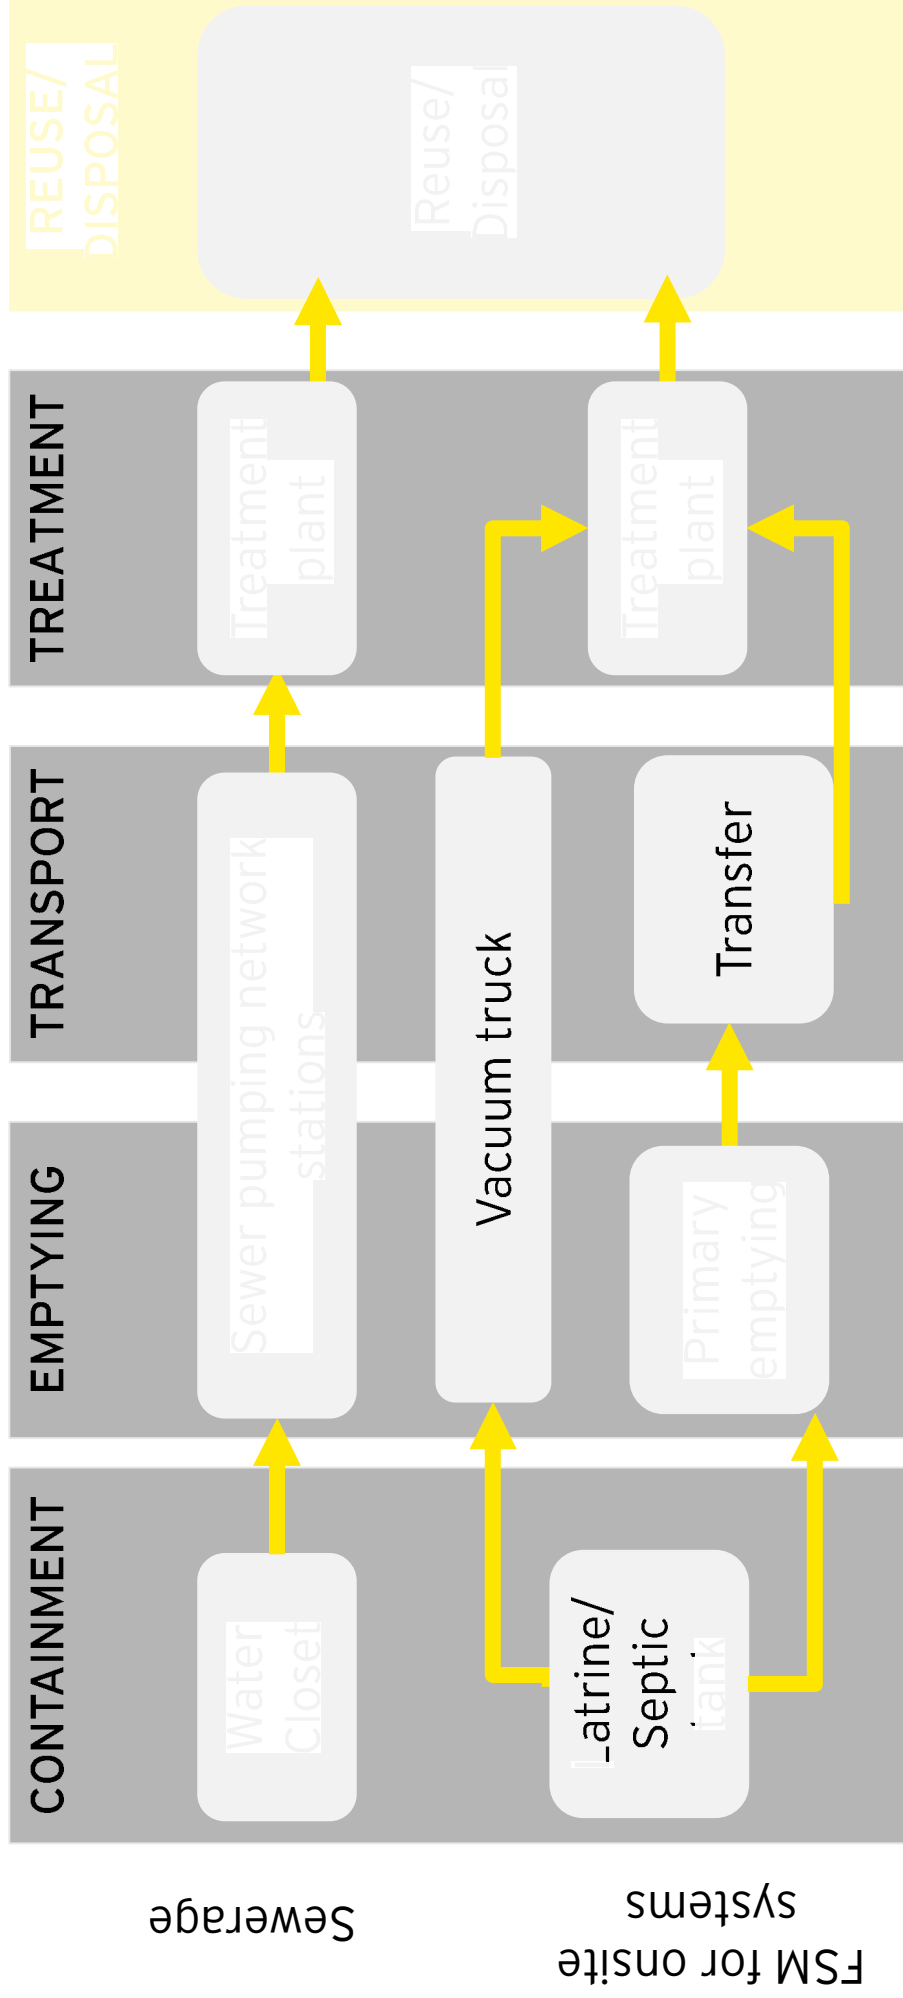 CONTAINMENT
EMPTYING
TRANSPORT
TREATMENT
REUSE/
DISPOSAL
Sewerage
Water
Closet
Sewer pumping network
stations
Treatment
plant
Reuse/
Disposal
FSM for onsite
systems
Latrine/
Septic
tank
Vacuum truck
Primary
emptying
Transfer
Treatment
plant